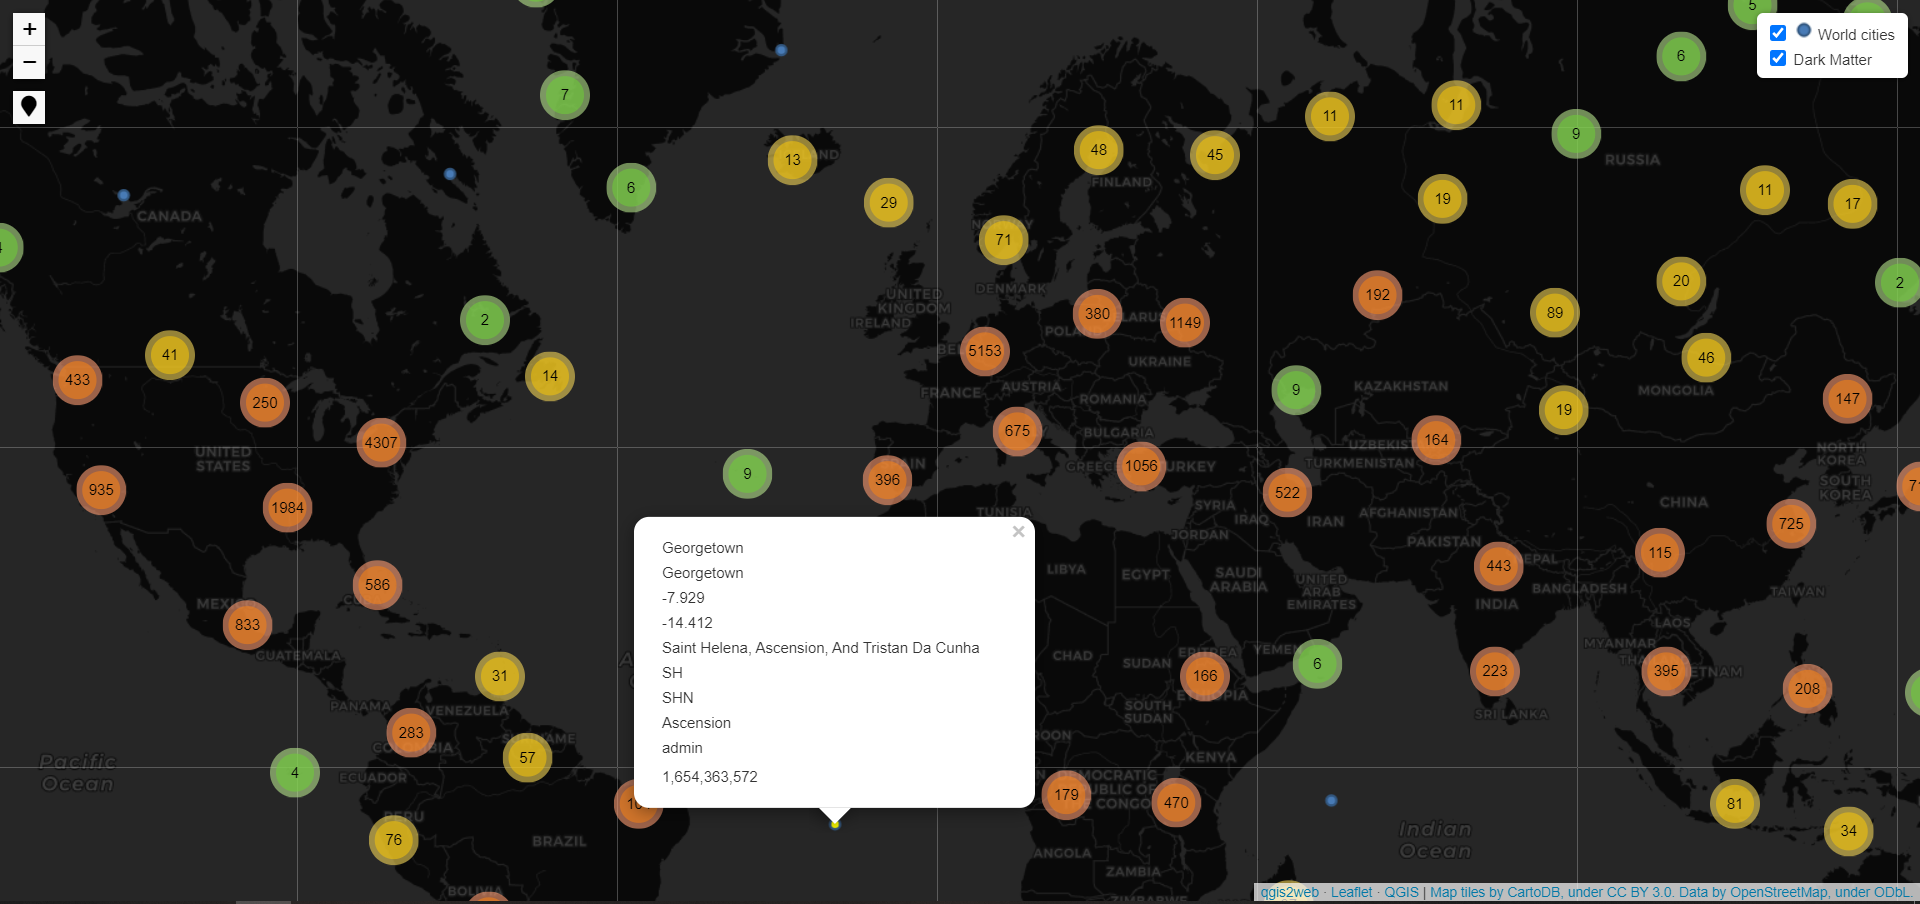 +
−
World cities
Dark Matter
5
6
7
11
11
9
13
48
45
RUSSIA
FINLAND
6
29
19
11
17
CANADA
71
DENMARK
UNITED
KINGDOM
IRELAND
192
20
2
2
380
1149
89
41
5153
UKRAINE
46
433
14
FRANCE
AUSTRIA
ROMANIA
9
KAZAKHSTAN
MONGOLIA
250
19
147
4307
675
BULGARIA
164
UNITED
STATES
TURKMENISTAN
NORTH
KOREA
9
396
GREECE
1056
935
522
SOUTH
KOREA
1984
TUNISIA
SYRIA
IRAQ
IRAN
AFGHANISTAN
CHINA
725
JORDAN
PAKISTAN
115
×
Georgetown
Georgetown
-7.929
-14.412
Saint Helena, Ascension, And Tristan Da Cunha
SH
SHN
Ascension
admin
1,654,363,572
LIBYA
EGYPT
SAUDI
ARABIA
UNITED
ARAB
EMIRATES
443
BANGLADESH
INDIA
TAIWAN
586
833
GUATEMALA
LAOS
MYANMAR
CHAD
SUDAN
ERITREA
YEMEN
6
31
166
ETHIOPIA
223
395
208
PANAMA
VENEZUELA
SOUTH
SUDAN
SRI LANKA
283
57
KENYA
Pacific
Ocean
4
ECUADOR
DEMOCRATIC
179
470
81
PERU
76
BRAZIL
Indian
Ocean
34
ANGOLA
ZAMBIA
BOLIVIA
qgis2web · Leaflet · QGIS | Map tiles by CartoDB, under CC BY 3.0. Data by OpenStreetMap, under ODbL.